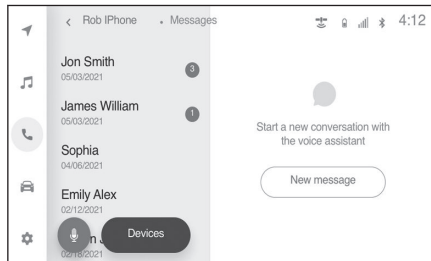 Rob IPhone
• Messages
4:12
Jon Smith
3
05/03/2021
James William
1
05/03/2021
Sophia
04/06/2021
Emily Alex
02/12/2021
Devices
02/18/2021
Start a new conversation with
the voice assistant
New message